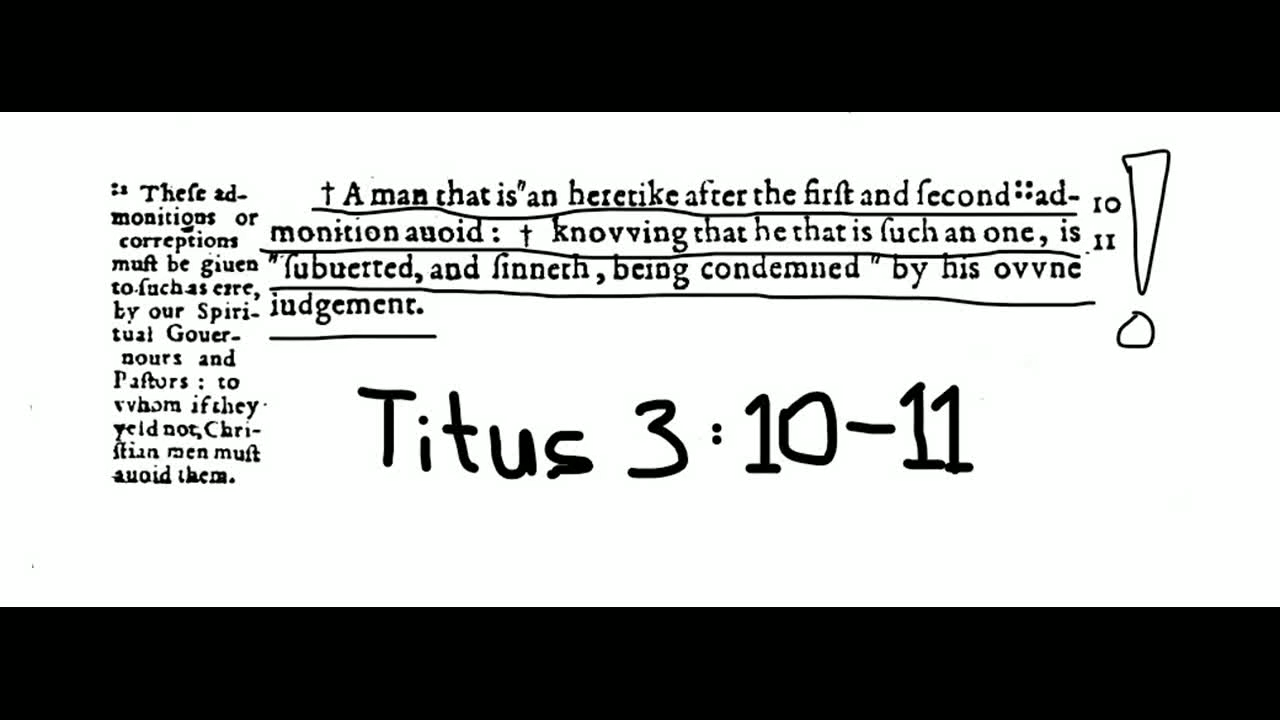 † A man that is "an heretike after the first and second :: ad-
monition auoid : † knovving that he that is such an one, is
"subuerted, and sinneth, being condemned " by his ovvne
iudgement.
10
11
:: These ad-
monitions or
correptions
must be giuen
to such as erre,
by our Spiri-
tual Gouer-
nours and
Pastors : to
vvhom if they
yeld not, Chri-
stian men must
auoid them.
!
Titus 3:10-11